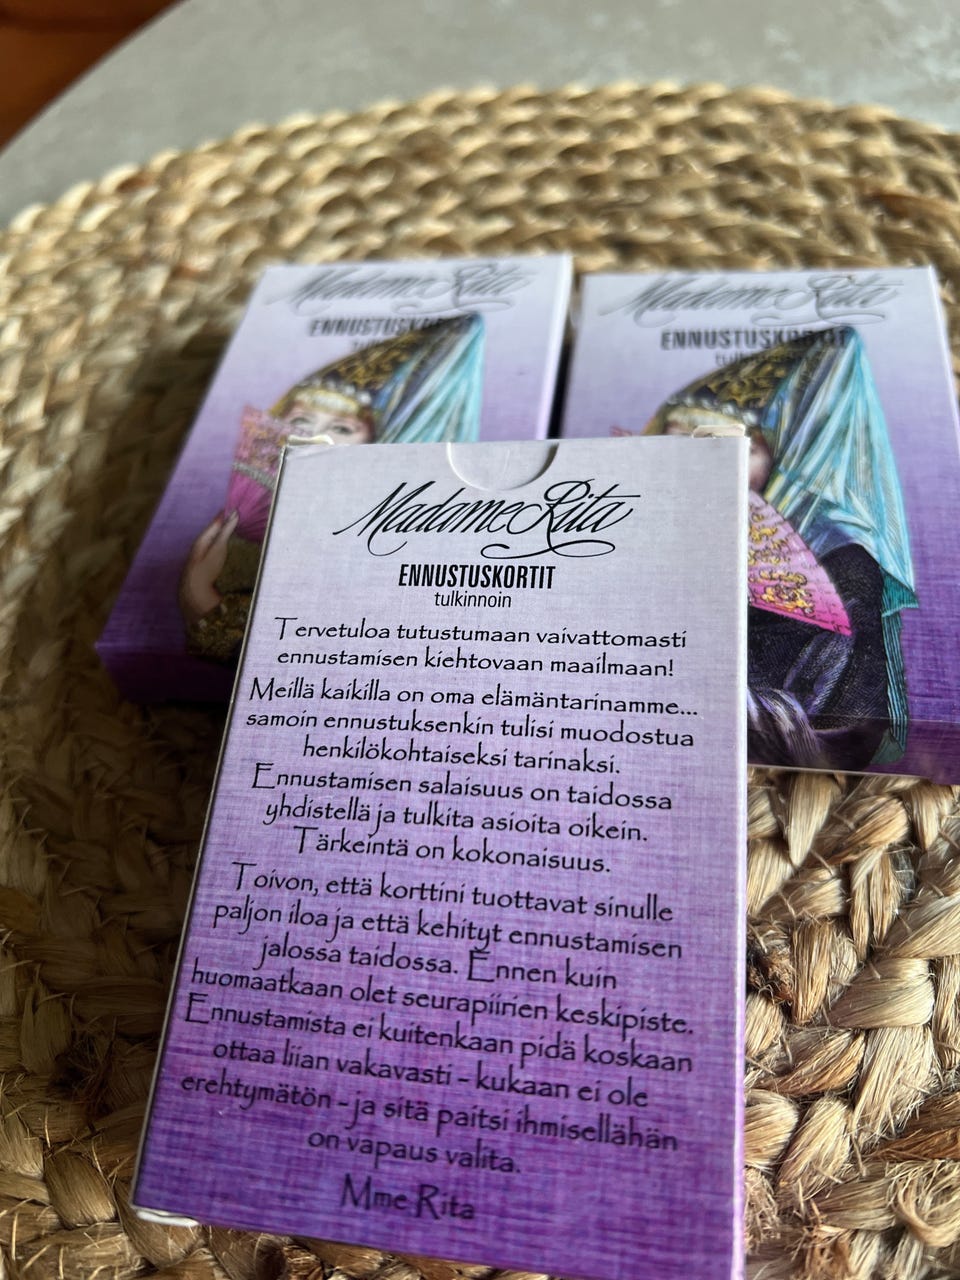 Madame Rita
ENNUSTUSKORTIT
Madame Rita
ENNUSTUSKORTIT
Madame Rita
ENNUSTUSKORTIT
tulkinnoin
Tervetuloa tutustumaan vaivattomasti
ennustamisen kiehtovaan maailmaan!
Meillä kaikilla on oma elämäntarinamme...
samoin ennustuksenkin tulisi muodostua
henkilökohtaiseksi tarinaksi.
Ennustamisen salaisuus on taidossa
yhdistellä ja tulkita asioita oikein.
Tärkeintä on kokonaisuus.
Toivon, että korttini tuottavat sinulle
paljon iloa ja että kehityt ennustamisen
jalossa taidossa. Ennen kuin
huomaatkaan olet seurapiirien keskipiste.
Ennustamista ei kuitenkaan pidä koskaan
ottaa liian vakavasti - kukaan ei ole
erehtymätön - ja sitä paitsi ihmisellähän
on vapaus valita.
Mme Rita